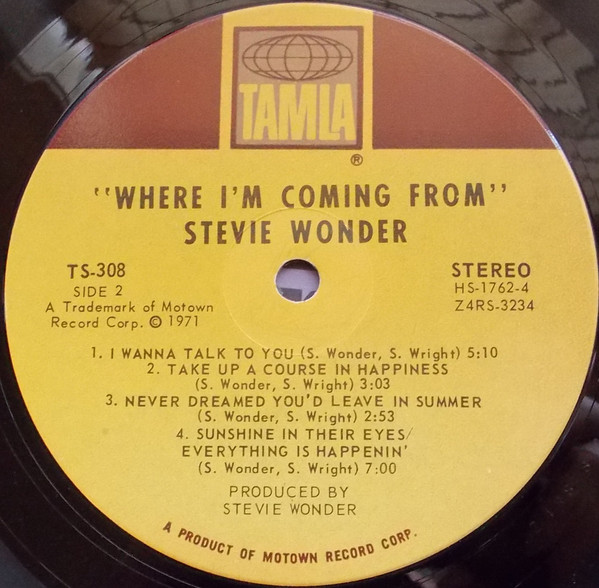 TAMLA
®
"WHERE I'M COMING FROM"
STEVIE WONDER
TS-308
SIDE 2
A Trademark of Motown
Record Corp. © 1971
STEREO
HS-1762-4
Z4RS-3234
1. I WANNA TALK TO YOU (S. Wonder, S. Wright) 5:10
2. TAKE UP A COURSE IN HAPPINESS
(S. Wonder, S. Wright) 3:03
3. NEVER DREAMED YOU'D LEAVE IN SUMMER
(S. Wonder, S. Wright) 2:53
4. SUNSHINE IN THEIR EYES/
EVERYTHING IS HAPPENIN'
(S. Wonder, S. Wright) 7:00
PRODUCED BY
STEVIE WONDER
A PRODUCT OF MOTOWN RECORD CORP.